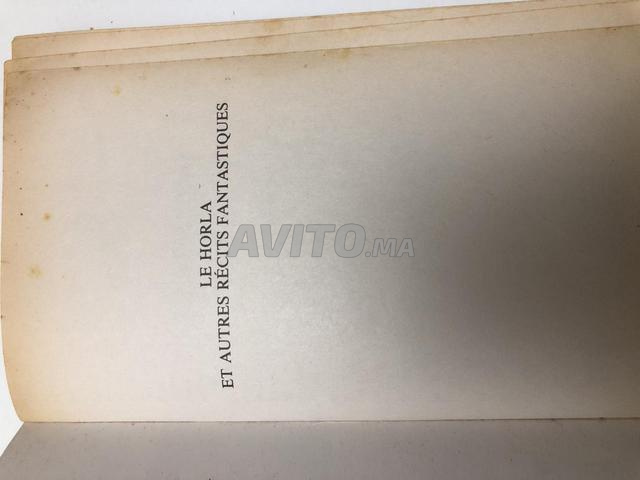 LE HORLA
ET AUTRES RÉCITS FANTASTIQUES
AVITO.MA